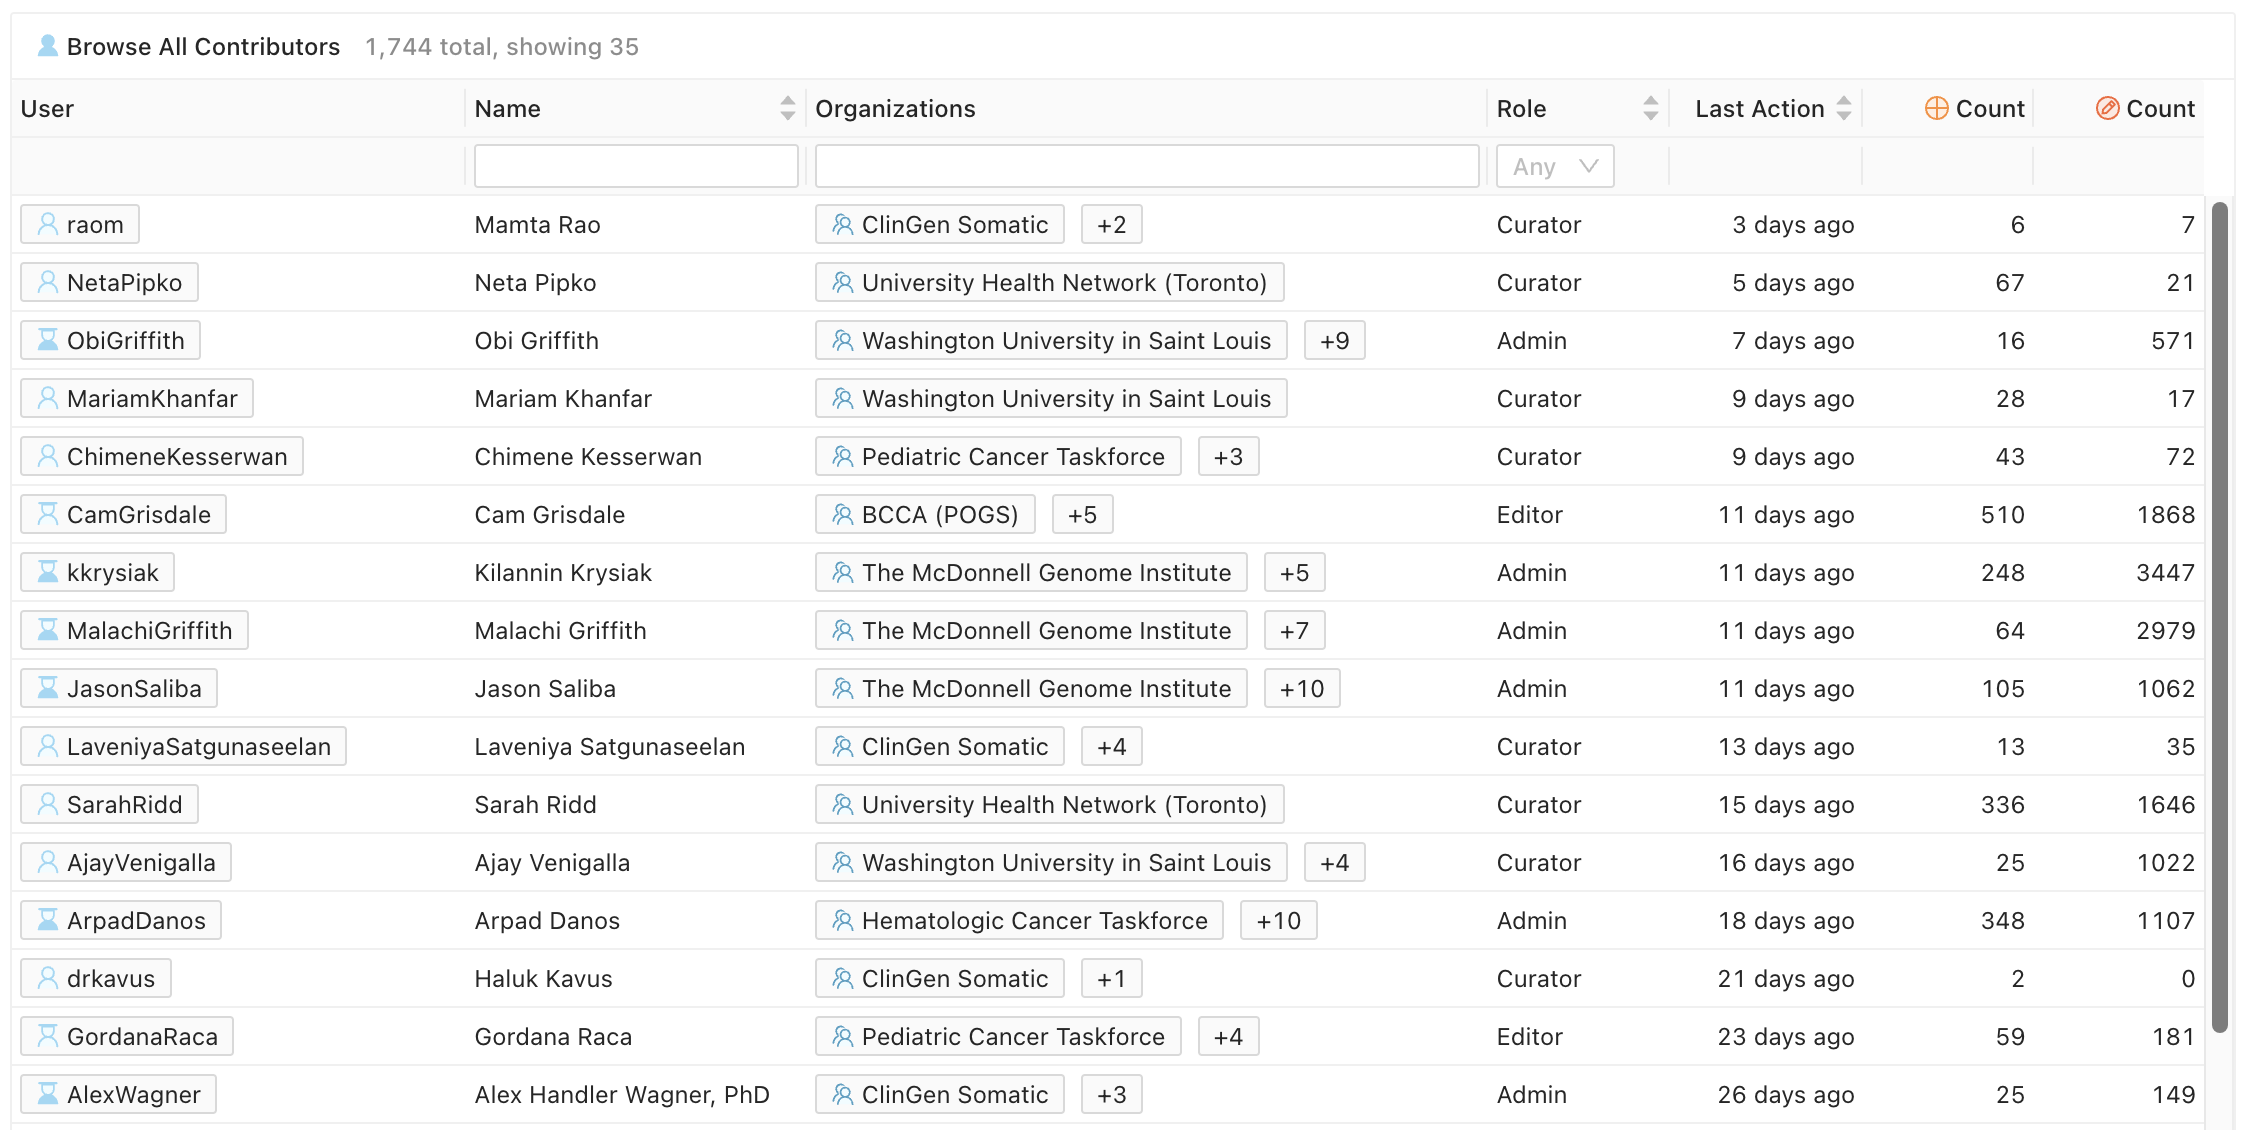 Browse All Contributors 1,744 total, showing 35
User Name Organizations Role Last Action Count Count
Any
raom Mamta Rao ClinGen Somatic +2 Curator 3 days ago 6 7
NetaPipko Neta Pipko University Health Network (Toronto) Curator 5 days ago 67 21
ObiGriffith Obi Griffith Washington University in Saint Louis +9 Admin 7 days ago 16 571
MariamKhanfar Mariam Khanfar Washington University in Saint Louis Curator 9 days ago 28 17
ChimeneKesserwan Chimene Kesserwan Pediatric Cancer Taskforce +3 Curator 9 days ago 43 72
CamGrisdale Cam Grisdale BCCA (POGS) +5 Editor 11 days ago 510 1868
kkrysiak Kilannin Krysiak The McDonnell Genome Institute +5 Admin 11 days ago 248 3447
MalachiGriffith Malachi Griffith The McDonnell Genome Institute +7 Admin 11 days ago 64 2979
JasonSaliba Jason Saliba The McDonnell Genome Institute +10 Admin 11 days ago 105 1062
LaveniyaSatgunaseelan Laveniya Satgunaseelan ClinGen Somatic +4 Curator 13 days ago 13 35
SarahRidd Sarah Ridd University Health Network (Toronto) Curator 15 days ago 336 1646
AjayVenigalla Ajay Venigalla Washington University in Saint Louis +4 Curator 16 days ago 25 1022
ArpadDanos Arpad Danos Hematologic Cancer Taskforce +10 Admin 18 days ago 348 1107
drkavus Haluk Kavus ClinGen Somatic +1 Curator 21 days ago 2 0
GordanaRaca Gordana Raca Pediatric Cancer Taskforce +4 Editor 23 days ago 59 181
AlexWagner Alex Handler Wagner, PhD ClinGen Somatic +3 Admin 26 days ago 25 149